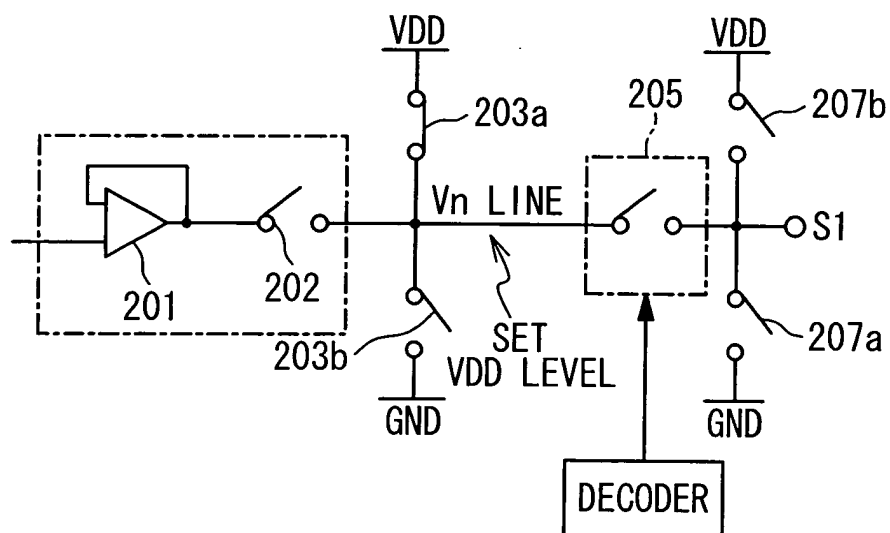 VDD
VDD
203a
205
207b
Vn LINE
S1
201
202
203b
SET
VDD LEVEL
207a
GND
GND
DECODER